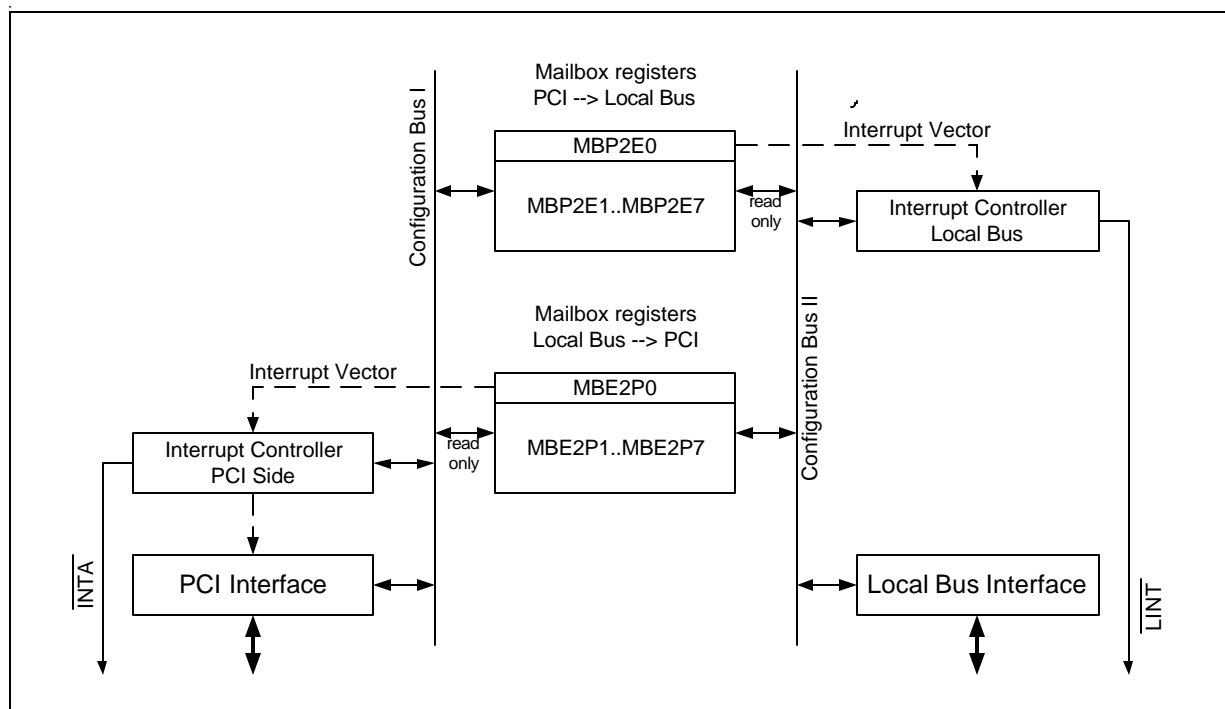 Mailbox registers
PCI --> Local Bus
Configuration Bus I
Interrupt Vector
MBP2E0
MBP2E1..MBP2E7
read
only
Interrupt Controller
Local Bus
Mailbox registers
Local Bus --> PCI
Configuration Bus II
Interrupt Vector
MBE2P0
MBE2P1..MBE2P7
read
only
Interrupt Controller
PCI Side
INTA
PCI Interface
Local Bus Interface
LINT